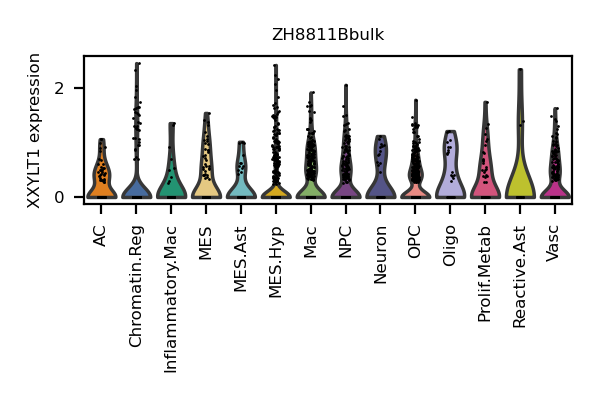 ZH8811Bbulk
XXYLT1 expression
2
0
AC
Chromatin.Reg
Inflammatory.Mac
MES
MES.Ast
MES.Hyp
Mac
NPC
Neuron
OPC
Oligo
Prolif.Metab
Reactive.Ast
Vasc